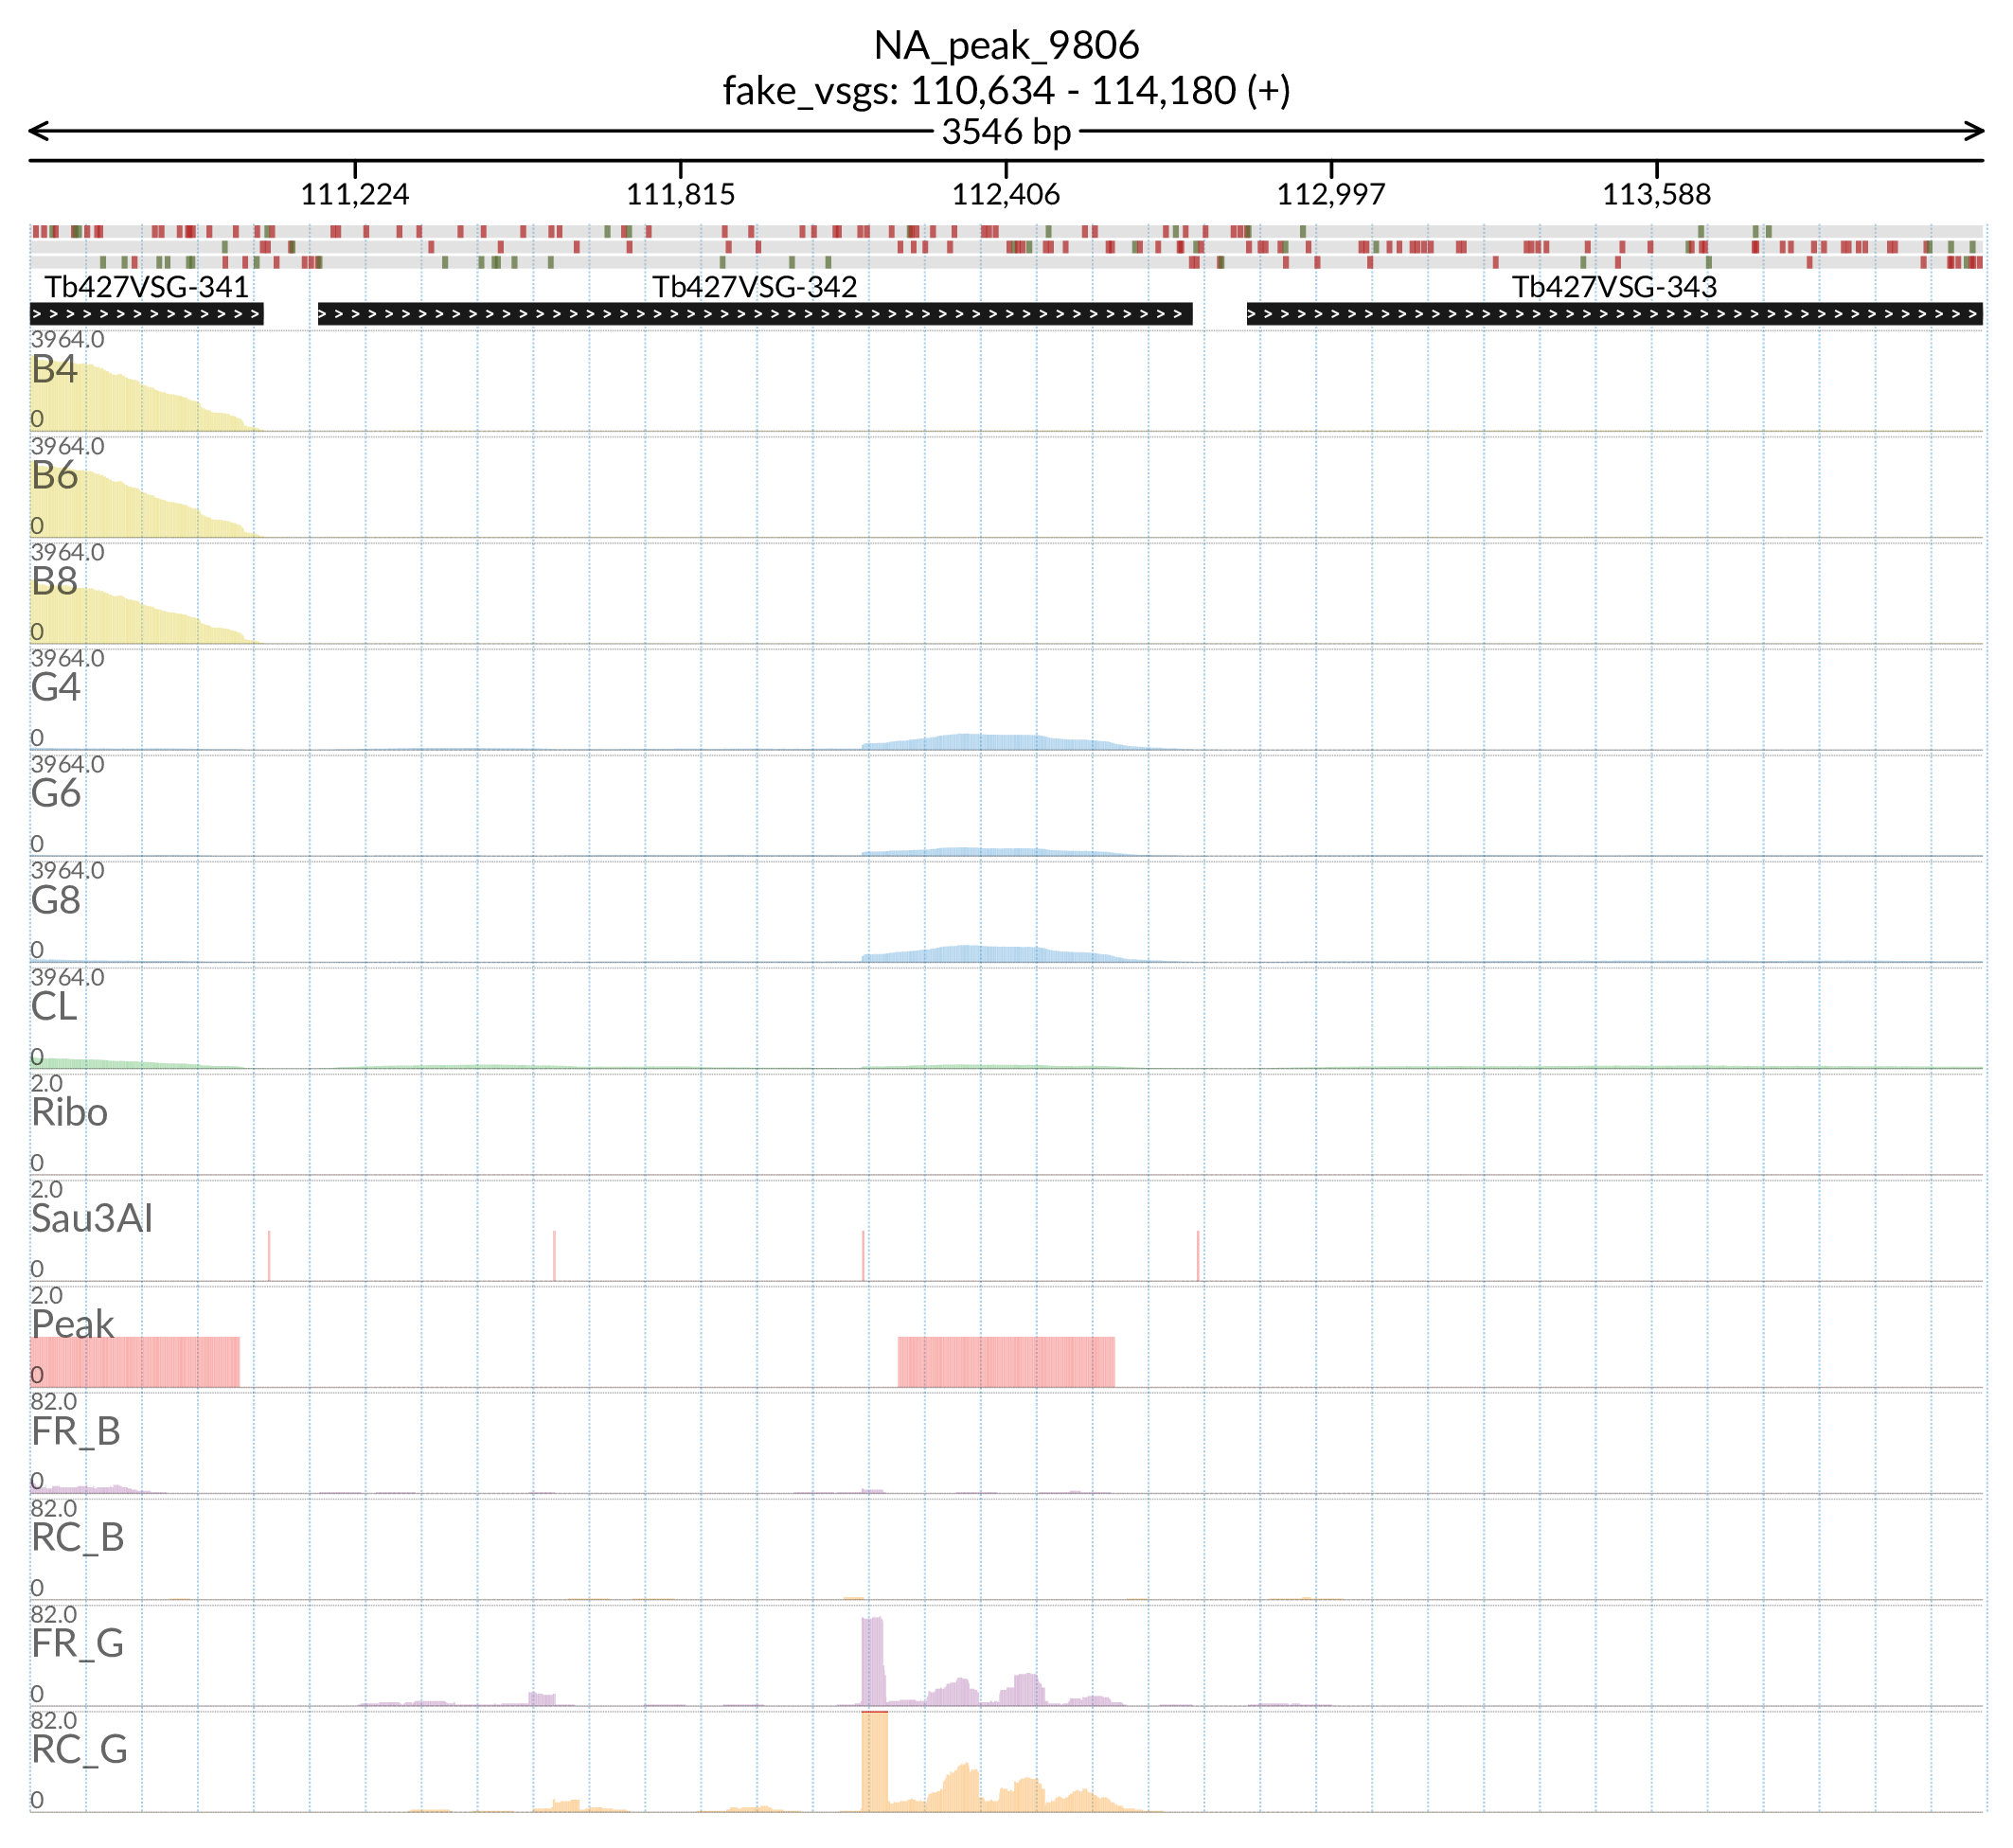 NA_peak_9806
fake_vsgs: 110,634 - 114,180 (+)
3546 bp
111,224 111,815 112,406 112,997 113,588
Tb427VSG-341 Tb427VSG-342 Tb427VSG-343
3964.0
B4
0
3964.0
B6
0
3964.0
B8
0
3964.0
G4
0
3964.0
G6
0
3964.0
G8
0
3964.0
CL
0
2.0
Ribo
0
2.0
Sau3AI
0
2.0
Peak
0
82.0
FR_B
0
82.0
RC_B
0
82.0
FR_G
0
82.0
RC_G
0